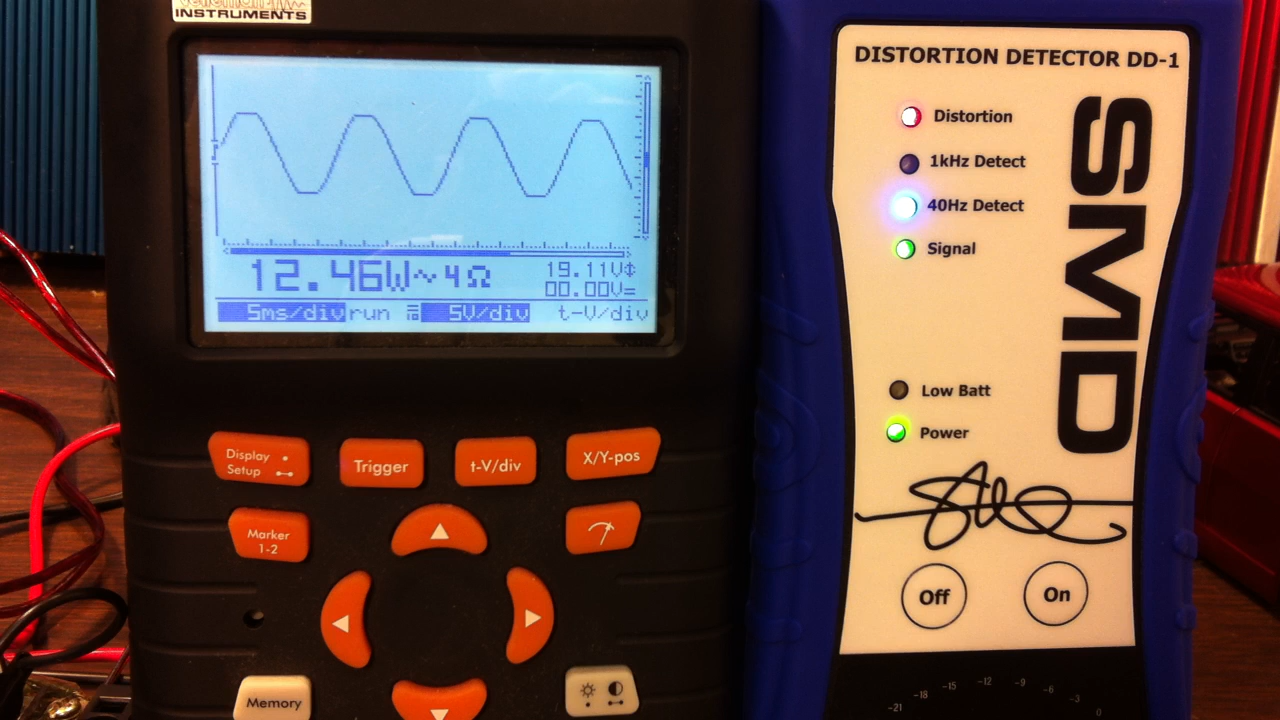 INSTRUMENTS
12.46W~4Ω
19.11V
00.00V=
5ms/div run
5V/div
t-V/div
Display
Setup
Trigger
t-V/div
X/Y-pos
Marker
1-2
Memory
DISTORTION DETECTOR DD-1
Distortion
1kHz Detect
40Hz Detect
Signal
SMD
Low Batt
Power
Off
On
-21
-18
-15
-12
-9
-6
-3
0